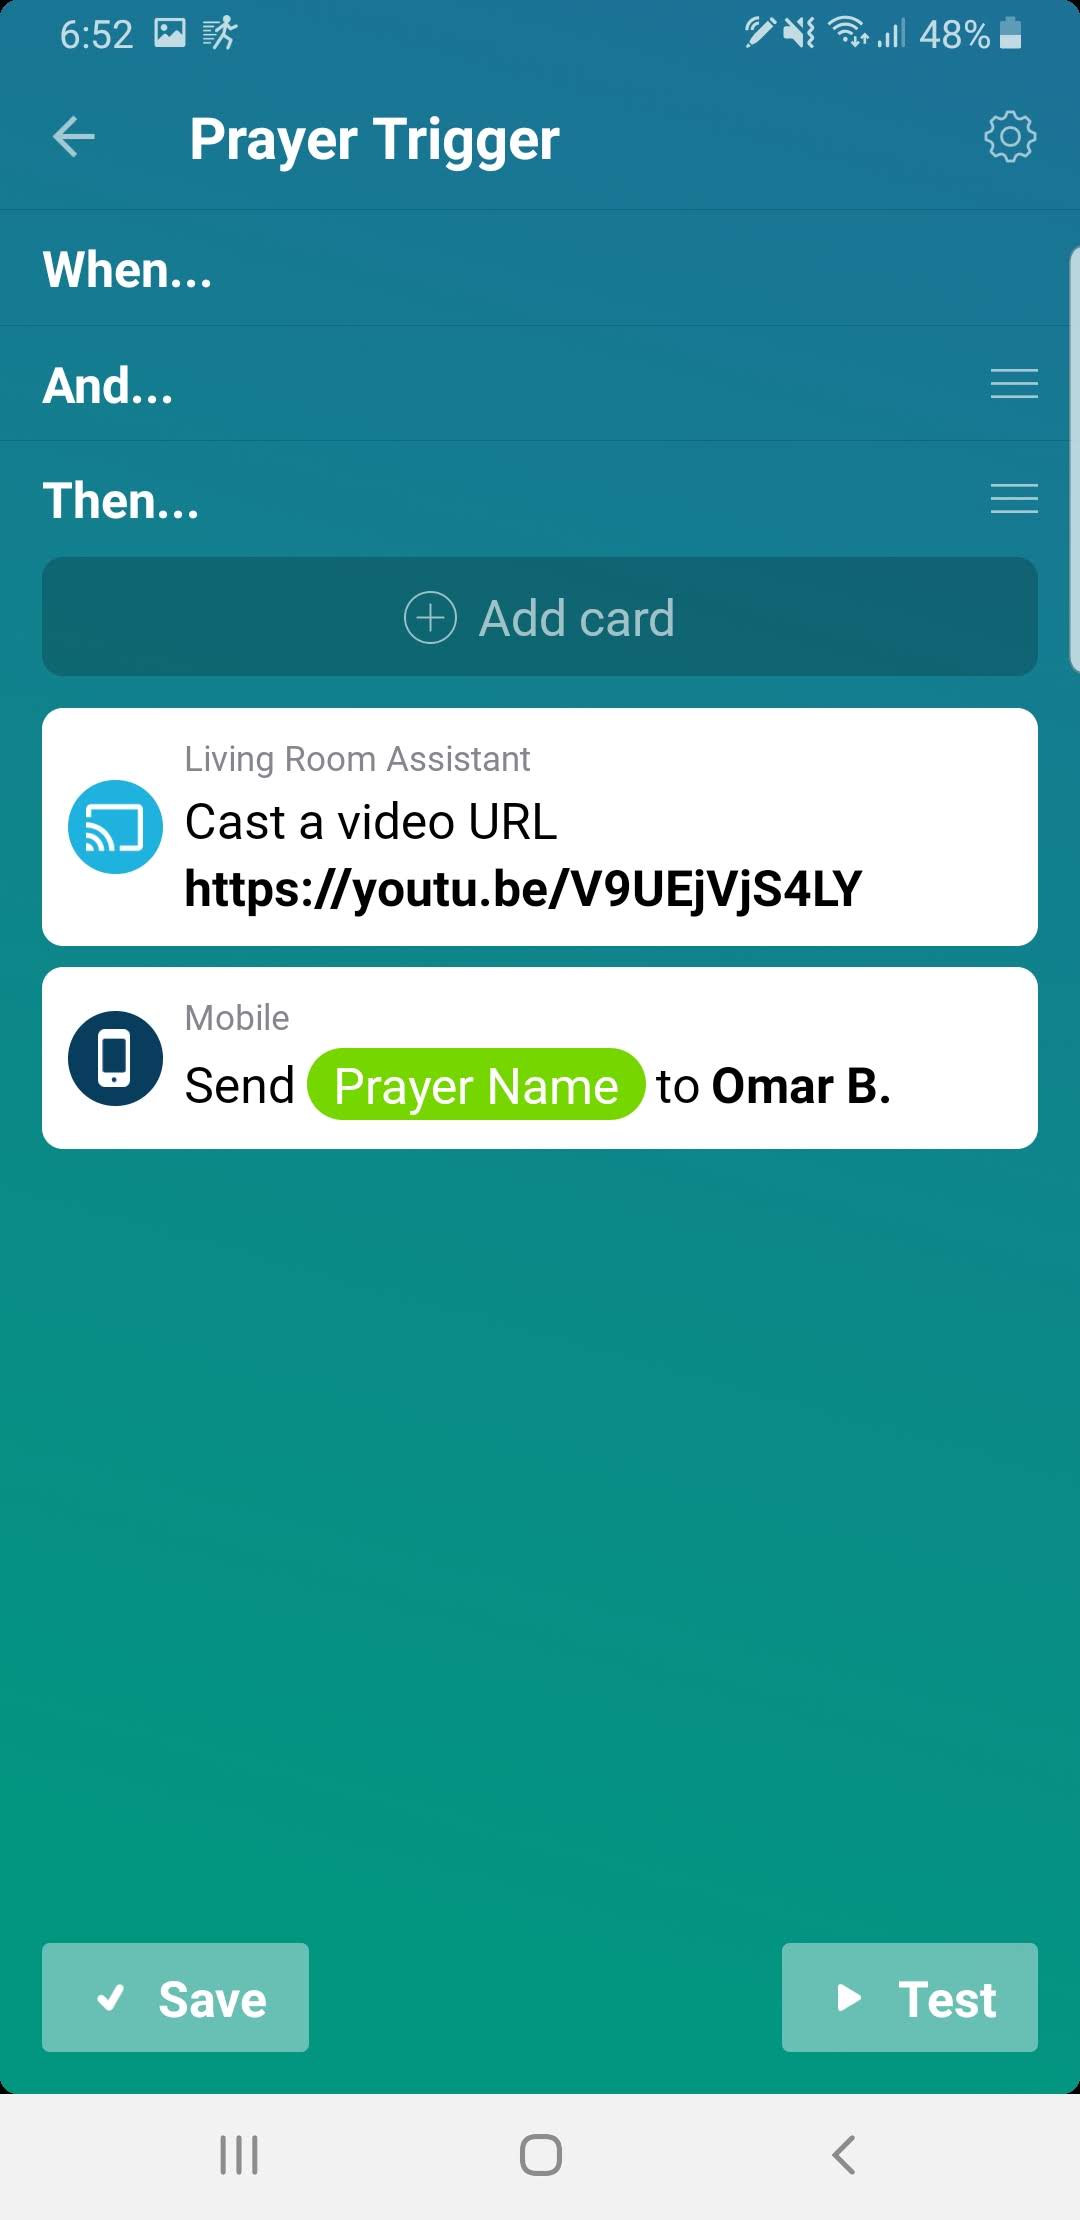 6:52 48%
Prayer Trigger
When...
And...
Then...
Add card
Living Room Assistant
Cast a video URL
https://youtu.be/V9UEjVjS4LY
Mobile
Send Prayer Name to Omar B.
Save
Test